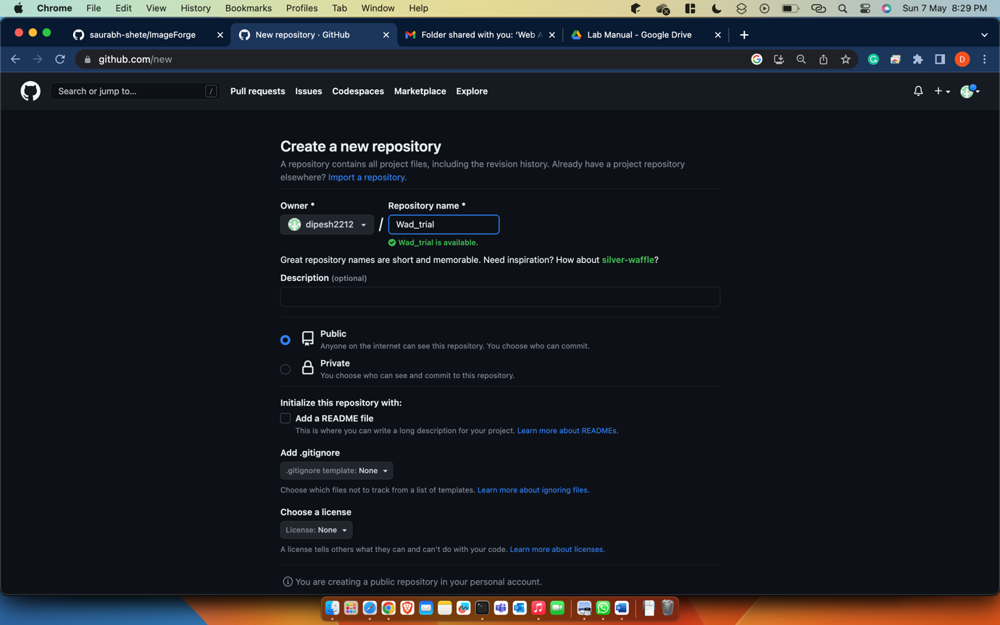 Chrome File Edit View History Bookmarks Profiles Tab Window Help Sun 7 May 8:29 PM
saurabh-shete/ImageForge New repository · GitHub Folder shared with you: ‘Web A Lab Manual - Google Drive
github.com/new D
Search or jump to... / Pull requests Issues Codespaces Marketplace Explore
Create a new repository
A repository contains all project files, including the revision history. Already have a project repository
elsewhere? Import a repository.
Owner * Repository name *
dipesh2212 / Wad_trial
Wad_trial is available.
Great repository names are short and memorable. Need inspiration? How about silver-waffle?
Description (optional)
Public
Anyone on the internet can see this repository. You choose who can commit.
Private
You choose who can see and commit to this repository.
Initialize this repository with:
Add a README file
This is where you can write a long description for your project. Learn more about READMEs.
Add .gitignore
.gitignore template: None
Choose which files not to track from a list of templates. Learn more about ignoring files.
Choose a license
License: None
A license tells others what they can and can't do with your code. Learn more about licenses.
You are creating a public repository in your personal account.